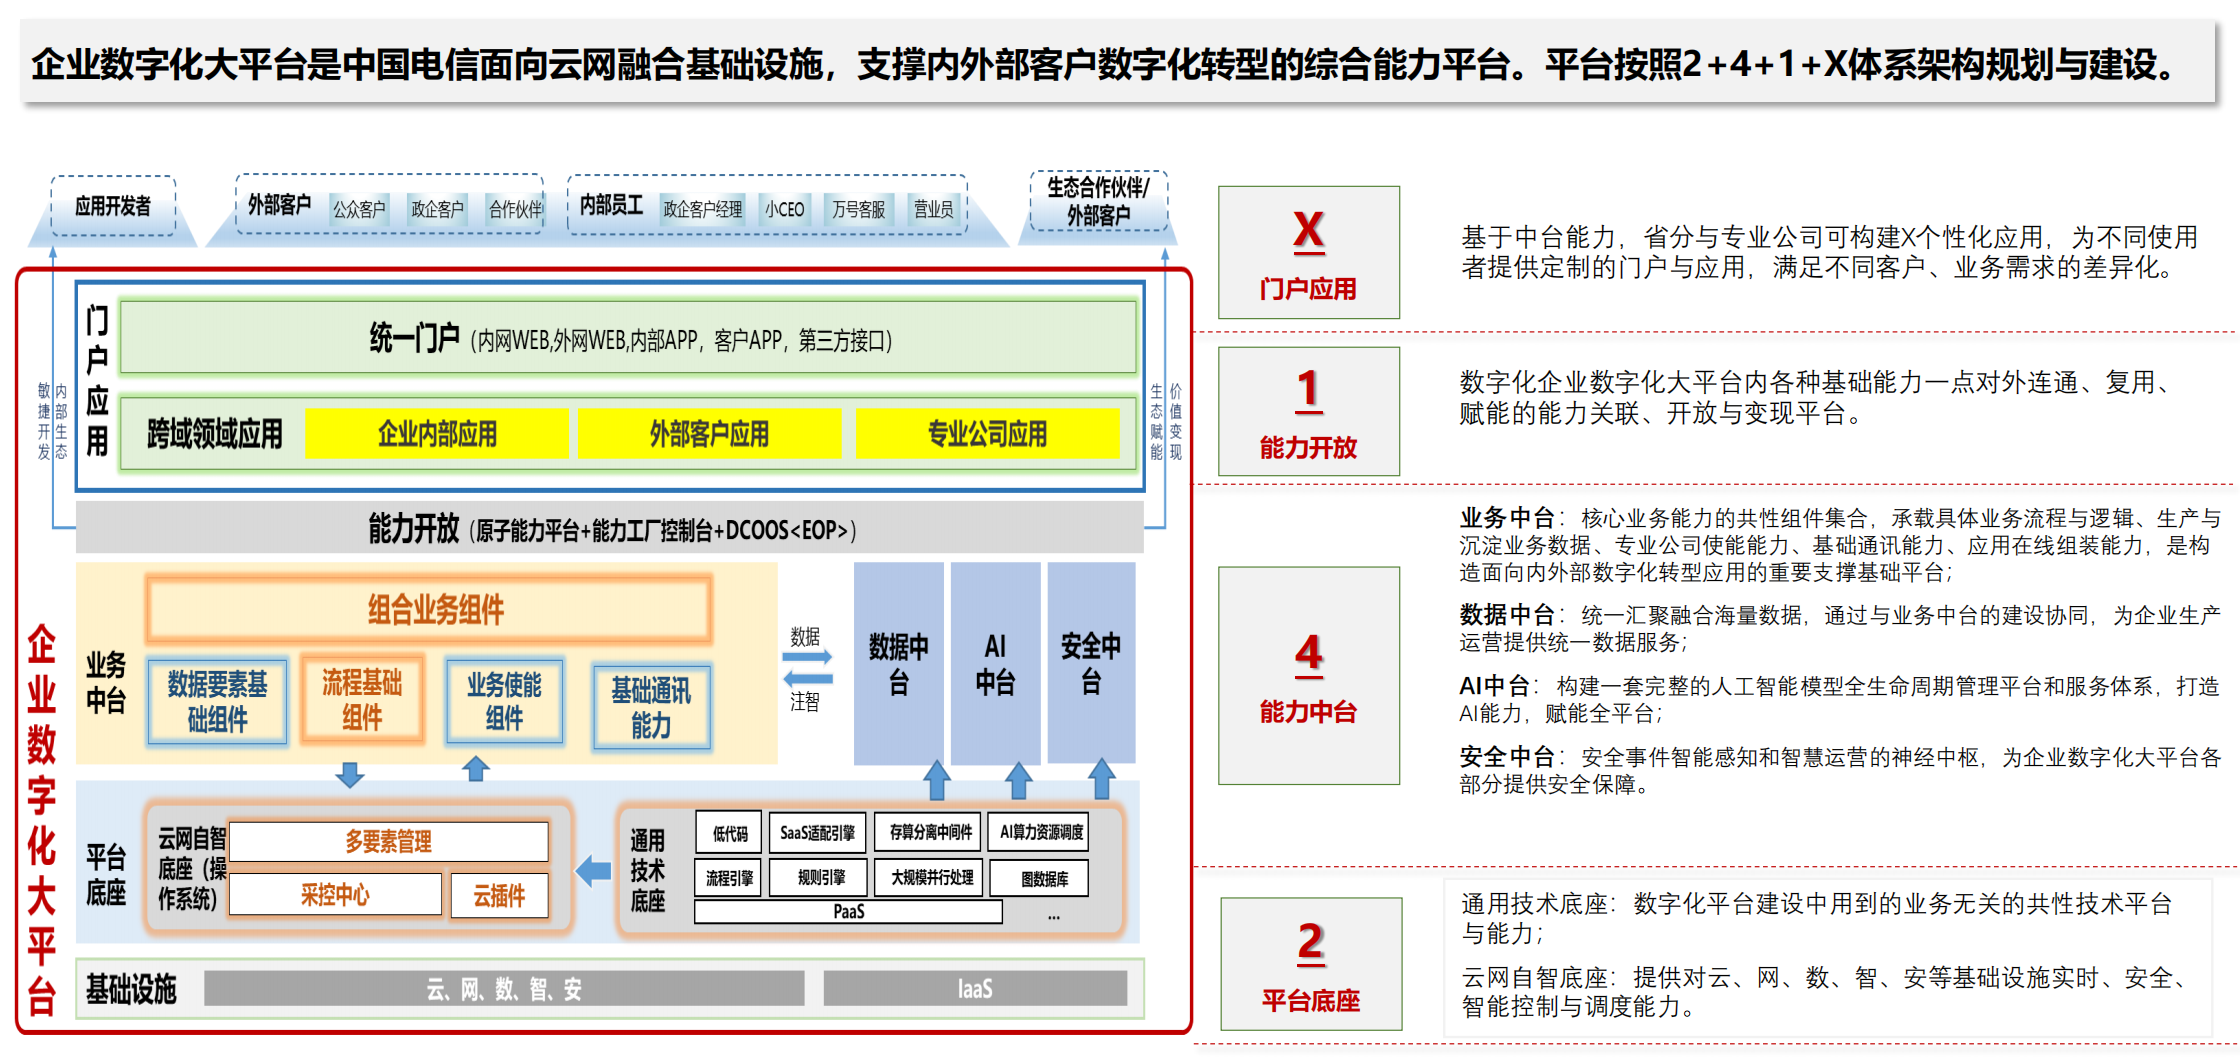 企业数字化大平台是中国电信面向云网融合基础设施，支撑内外部客户数字化转型的综合能力平台。平台按照2+4+1+X体系架构规划与建设。
应用开发者
外部客户
公众客户
政企客户
合作伙伴
内部员工
政企客户经理
小CEO
万号客服
营业员
生态合作伙伴/
外部客户
敏捷开发
内部生态
生态赋能
价值变现
企业数字化大平台
门户应用
统一门户（内网WEB,外网WEB,内部APP，客户APP，第三方接口）
跨域领域应用
企业内部应用
外部客户应用
专业公司应用
能力开放（原子能力平台+能力工厂控制台+DCOOS<EOP>）
业务
中台
组合业务组件
数据要素基
础组件
流程基础
组件
业务使能
组件
基础通讯
能力
数据
注智
数据中
台
AI
中台
安全中
台
平台
底座
云网自智
底座（操
作系统）
多要素管理
采控中心
云插件
通用
技术
底座
低代码
SaaS适配引擎
存算分离中间件
AI算力资源调度
流程引擎
规则引擎
大规模并行处理
图数据库
PaaS
...
基础设施
云、网、数、智、安
IaaS
X
门户应用
基于中台能力，省分与专业公司可构建X个性化应用，为不同使用
者提供定制的门户与应用，满足不同客户、业务需求的差异化。
1
能力开放
数字化企业数字化大平台内各种基础能力一点对外连通、复用、
赋能的能力关联、开放与变现平台。
4
能力中台
业务中台：核心业务能力的共性组件集合，承载具体业务流程与逻辑、生产与
沉淀业务数据、专业公司使能能力、基础通讯能力、应用在线组装能力，是构
造面向内外部数字化转型应用的重要支撑基础平台；
数据中台：统一汇聚融合海量数据，通过与业务中台的建设协同，为企业生产
运营提供统一数据服务；
AI中台：构建一套完整的人工智能模型全生命周期管理平台和服务体系，打造
AI能力，赋能全平台；
安全中台：安全事件智能感知和智慧运营的神经中枢，为企业数字化大平台各
部分提供安全保障。
2
平台底座
通用技术底座：数字化平台建设中用到的业务无关的共性技术平台
与能力；
云网自智底座：提供对云、网、数、智、安等基础设施实时、安全、
智能控制与调度能力。